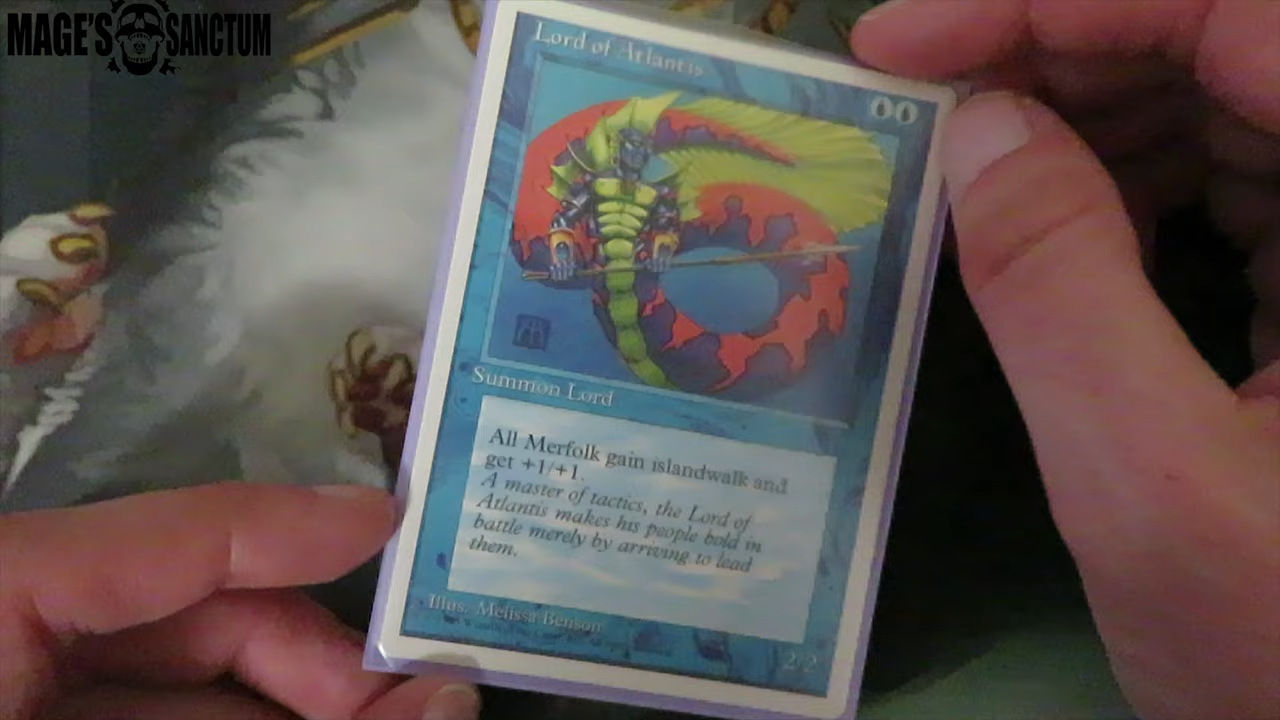 MAGE'S SANCTUM
Lord of Atlantis
Summon Lord
All Merfolk gain islandwalk and
get +1/+1.
A master of tactics, the Lord of
Atlantis makes his people bold in
battle merely by arriving to lead
them.
Illus. Melissa Benson
2/2